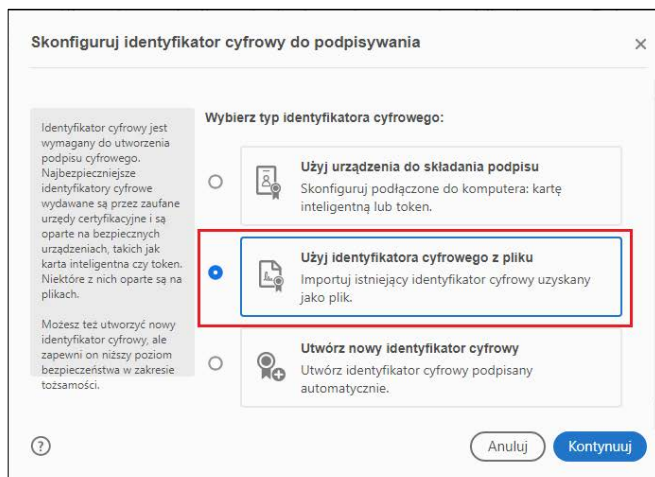 Skonfiguruj identyfikator cyfrowy do podpisywania
Identyfikator cyfrowy jest
wymagany do utworzenia
podpisu cyfrowego.
Najbezpieczniejsze
identyfikatory cyfrowe
wydawane są przez zaufane
urzędy certyfikacyjne i są
oparte na bezpiecznych
urządzeniach, takich jak
karta inteligentna czy token.
Niektóre z nich oparte są na
plikach.
Możesz też utworzyć nowy
identyfikator cyfrowy, ale
zapewni on niższy poziom
bezpieczeństwa w zakresie
tożsamości.
Wybierz typ identyfikatora cyfrowego:
Użyj urządzenia do składania podpisu
Skonfiguruj podłączone do komputera: kartę
inteligentną lub token.
Użyj identyfikatora cyfrowego z pliku
Importuj istniejący identyfikator cyfrowy uzyskany
jako plik.
Utwórz nowy identyfikator cyfrowy
Utwórz identyfikator cyfrowy podpisany
automatycznie.
Anuluj
Kontynuuj